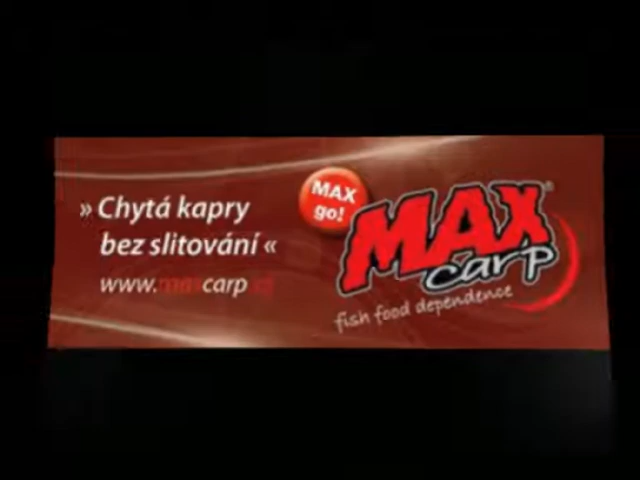 » Chytá kapry
bez slitování «
www.maxcarp.cz
MAX
go!
MAX®
carp
fish food dependence